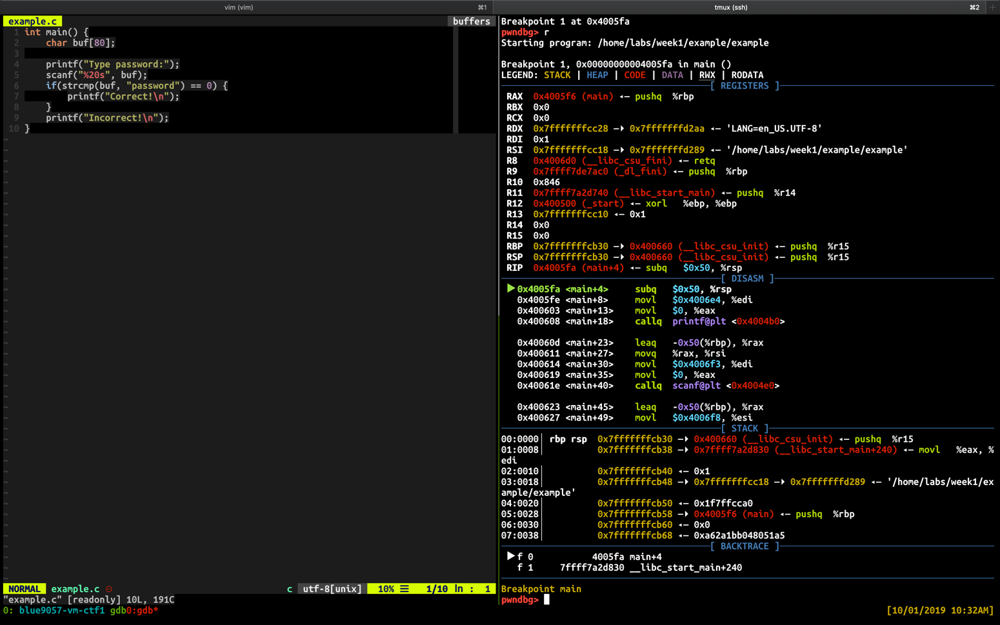 vim (vim) ⌘1
tmux (ssh) ⌘2 +
example.c buffers
1 int main() {
2     char buf[80];
3
4     printf("Type password:");
5     scanf("%20s", buf);
6     if(strcmp(buf, "password") == 0) {
7         printf("Correct!\n");
8     }
9     printf("Incorrect!\n");
10 }
NORMAL example.c ⊖ c utf-8[unix] 10% ☰ 1/10 ln : 1
"example.c" [readonly] 10L, 191C
Breakpoint 1 at 0x4005fa
pwndbg> r
Starting program: /home/labs/week1/example/example
Breakpoint 1, 0x00000000004005fa in main ()
LEGEND: STACK | HEAP | CODE | DATA | RWX | RODATA
[ REGISTERS ]
RAX  0x4005f6 (main) ◂— pushq  %rbp
RBX  0x0
RCX  0x0
RDX  0x7fffffffcc28 —▸ 0x7fffffffd2aa ◂— 'LANG=en_US.UTF-8'
RDI  0x1
RSI  0x7fffffffcc18 —▸ 0x7fffffffd289 ◂— '/home/labs/week1/example/example'
R8   0x4006d0 (__libc_csu_fini) ◂— retq
R9   0x7ffff7de7ac0 (_dl_fini) ◂— pushq  %rbp
R10  0x846
R11  0x7ffff7a2d740 (__libc_start_main) ◂— pushq  %r14
R12  0x400500 (_start) ◂— xorl   %ebp, %ebp
R13  0x7fffffffcc10 ◂— 0x1
R14  0x0
R15  0x0
RBP  0x7fffffffcb30 —▸ 0x400660 (__libc_csu_init) ◂— pushq  %r15
RSP  0x7fffffffcb30 —▸ 0x400660 (__libc_csu_init) ◂— pushq  %r15
RIP  0x4005fa (main+4) ◂— subq   $0x50, %rsp
[ DISASM ]
►0x4005fa <main+4>     subq   $0x50, %rsp
0x4005fe <main+8>     movl   $0x4006e4, %edi
0x400603 <main+13>    movl   $0, %eax
0x400608 <main+18>    callq  printf@plt <0x4004b0>
0x40060d <main+23>    leaq   -0x50(%rbp), %rax
0x400611 <main+27>    movq   %rax, %rsi
0x400614 <main+30>    movl   $0x4006f3, %edi
0x400619 <main+35>    movl   $0, %eax
0x40061e <main+40>    callq  scanf@plt <0x4004e0>
0x400623 <main+45>    leaq   -0x50(%rbp), %rax
0x400627 <main+49>    movl   $0x4006f8, %esi
[ STACK ]
00:0000│ rbp rsp  0x7fffffffcb30 —▸ 0x400660 (__libc_csu_init) ◂— pushq  %r15
01:0008│          0x7fffffffcb38 —▸ 0x7ffff7a2d830 (__libc_start_main+240) ◂— movl   %eax, %
edi
02:0010│          0x7fffffffcb40 ◂— 0x1
03:0018│          0x7fffffffcb48 —▸ 0x7fffffffcc18 —▸ 0x7fffffffd289 ◂— '/home/labs/week1/ex
ample/example'
04:0020│          0x7fffffffcb50 ◂— 0x1f7ffcca0
05:0028│          0x7fffffffcb58 —▸ 0x4005f6 (main) ◂— pushq  %rbp
06:0030│          0x7fffffffcb60 ◂— 0x0
07:0038│          0x7fffffffcb68 ◂— 0xa62a1bb048051a5
[ BACKTRACE ]
►f 0           4005fa main+4
f 1     7ffff7a2d830 __libc_start_main+240
Breakpoint main
pwndbg>
0: blue9057-vm-ctf1 gdb0:gdb* [10/01/2019 10:32AM]